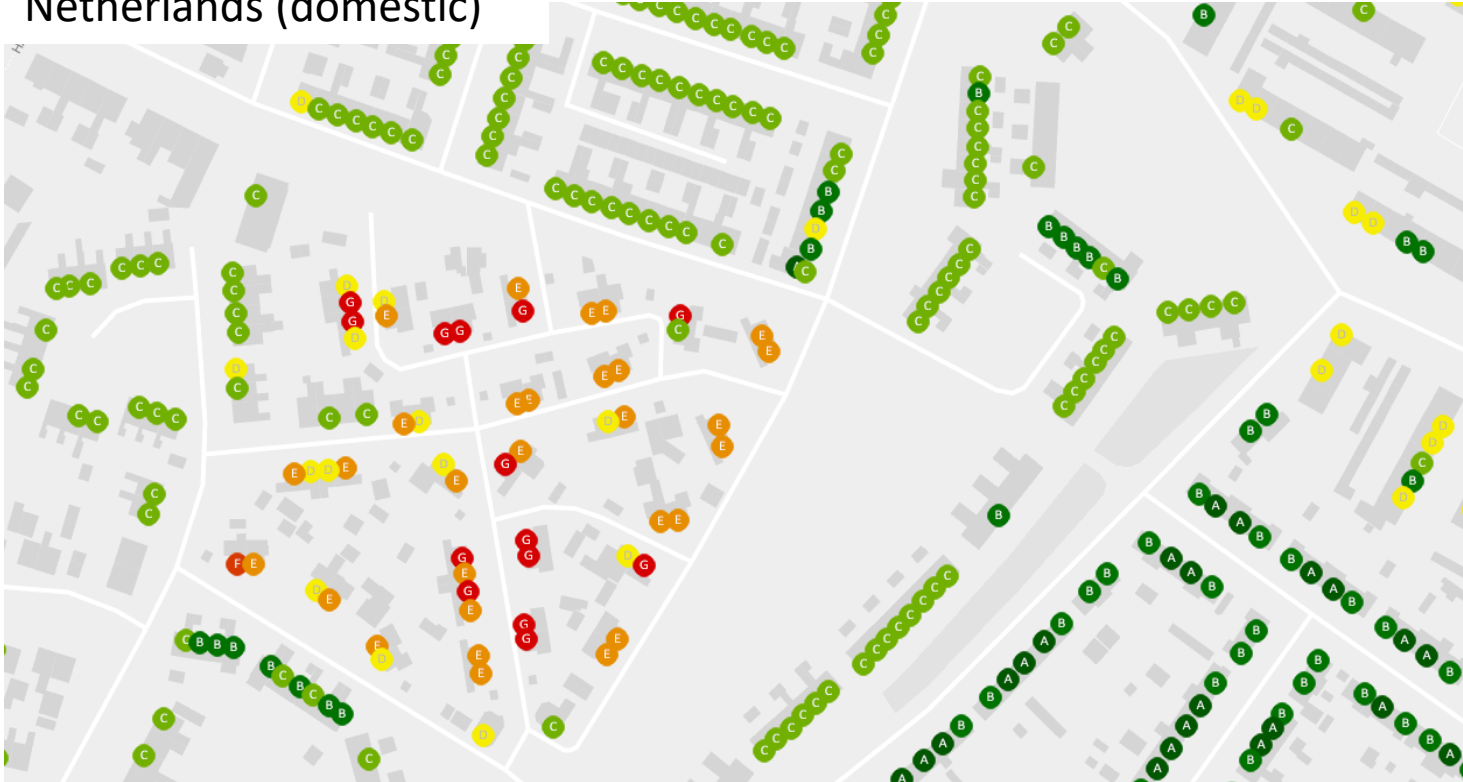 Netherlands (domestic)
H
C C C C C C C C C
C C C
C C
B
C
C C
C C C C C C C
C C C C C C C C C C
D C C C C C C
C B C C C C C C
C
D D C
C C B B D B A C
C C C C C C C C
C
C
D D B B
B B B B C B
C C C C C C
C C C C C C
C C C C
D G G D
D E
G G
E G
E E
G C
E E
C C C C
D C
C C C C
C C C
C C
C C C
C C
E D
E E
E E
D E
E E
D D
C C C C C C
B B
D D C B D
E D D E
D E
E G
E E
C C
B
F E
D E
G E G E
G G
D G
G G
E E
E E
E D
D
C
C B B B
B C B C B B
C C
C
C C C C C C C C
C C C C C C
B A A B
B A A B
B A A B
B A A B
B B
B A A A B
B A A A
B B
B A A A A B
B B
B A A B
B A B B A